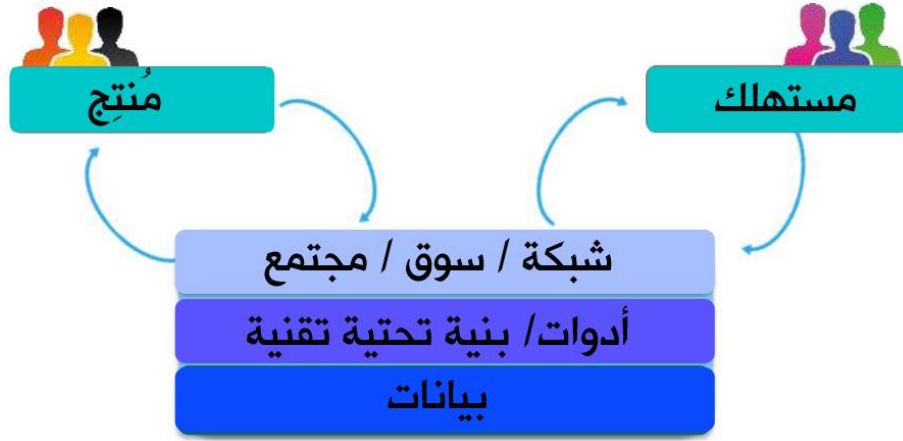 مستهلك
مُنتِج
شبكة / سوق / مجتمع
أدوات/ بنية تحتية تقنية
بيانات